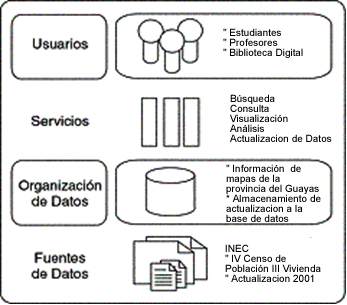 Usuarios
" Estudiantes
" Profesores
" Biblioteca Digital
Servicios
Búsqueda
Consulta
Visualización
Análisis
Actualizacion de Datos
Organización
de Datos
" Información de
mapas de la
provincia del Guayas
" Almacenamiento de
actualizacion a la
base de datos
Fuentes
de Datos
INEC
" IV Censo de
Población III Vivienda
" Actualizacion 2001